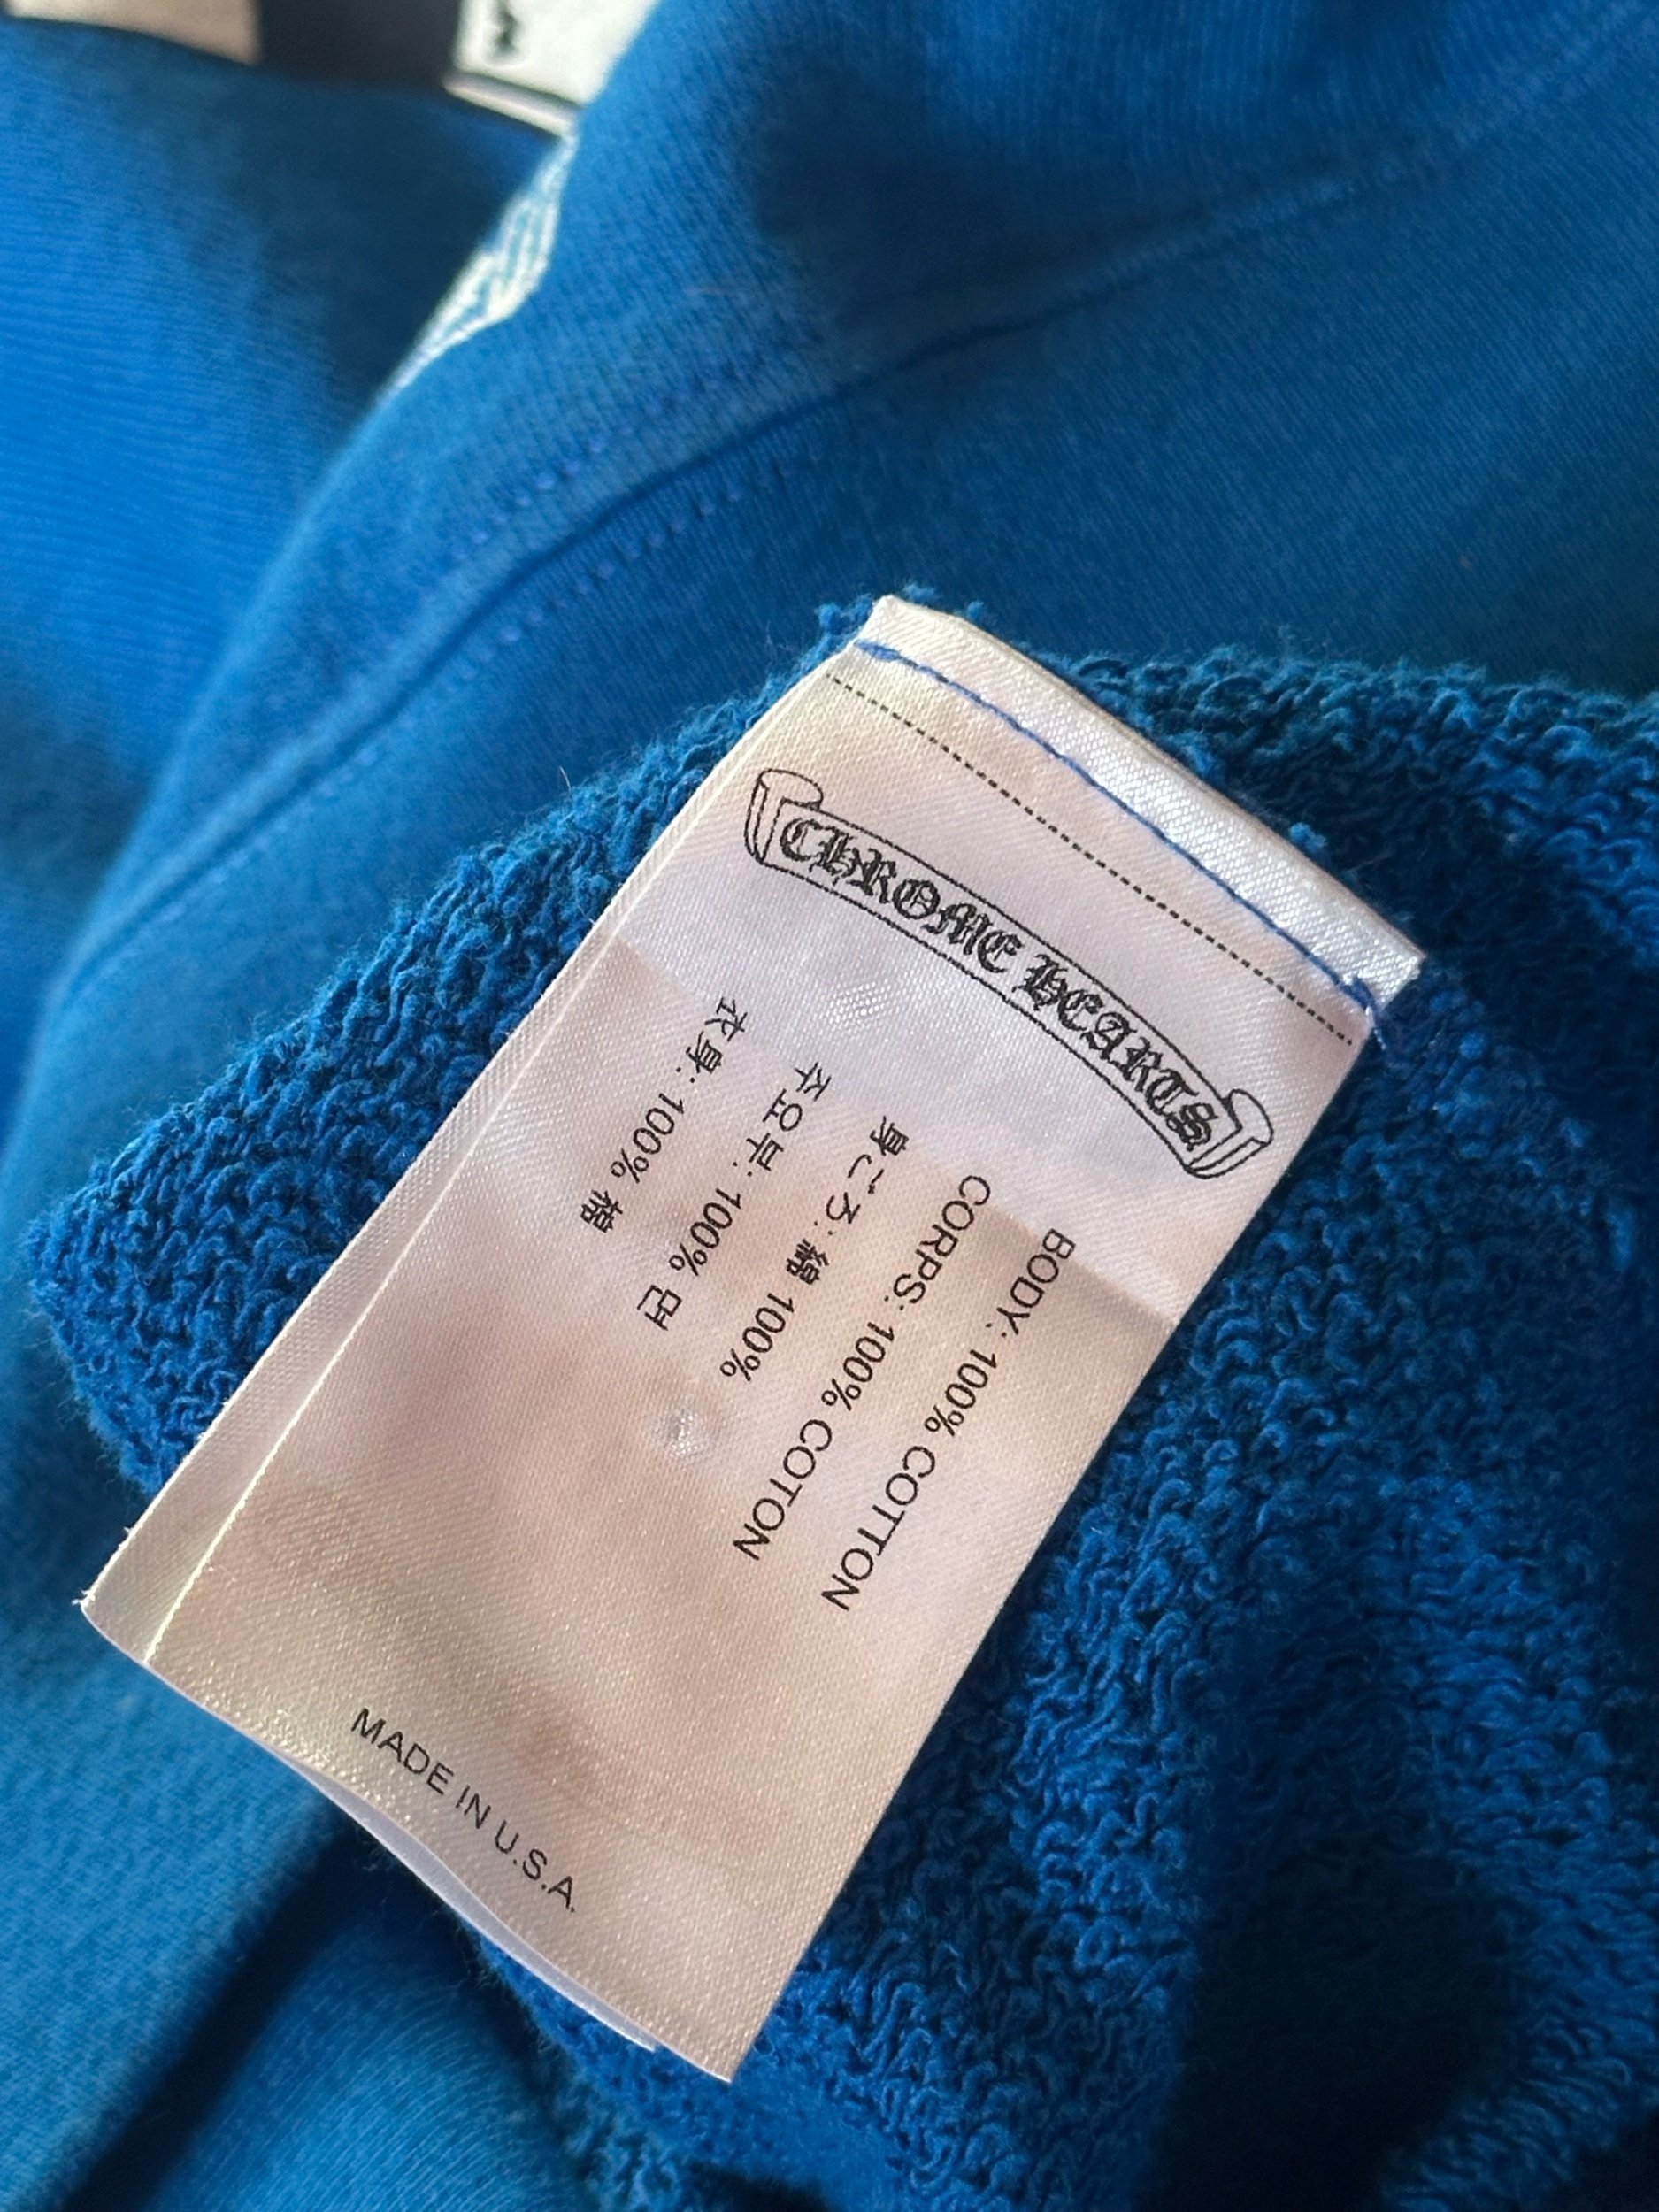 CHROME HEARTS
BODY: 100% COTTON
CORPS: 100% COTON
身ごろ: 綿 100%
주요부: 100% 면
衣身: 100% 棉
MADE IN U.S.A.